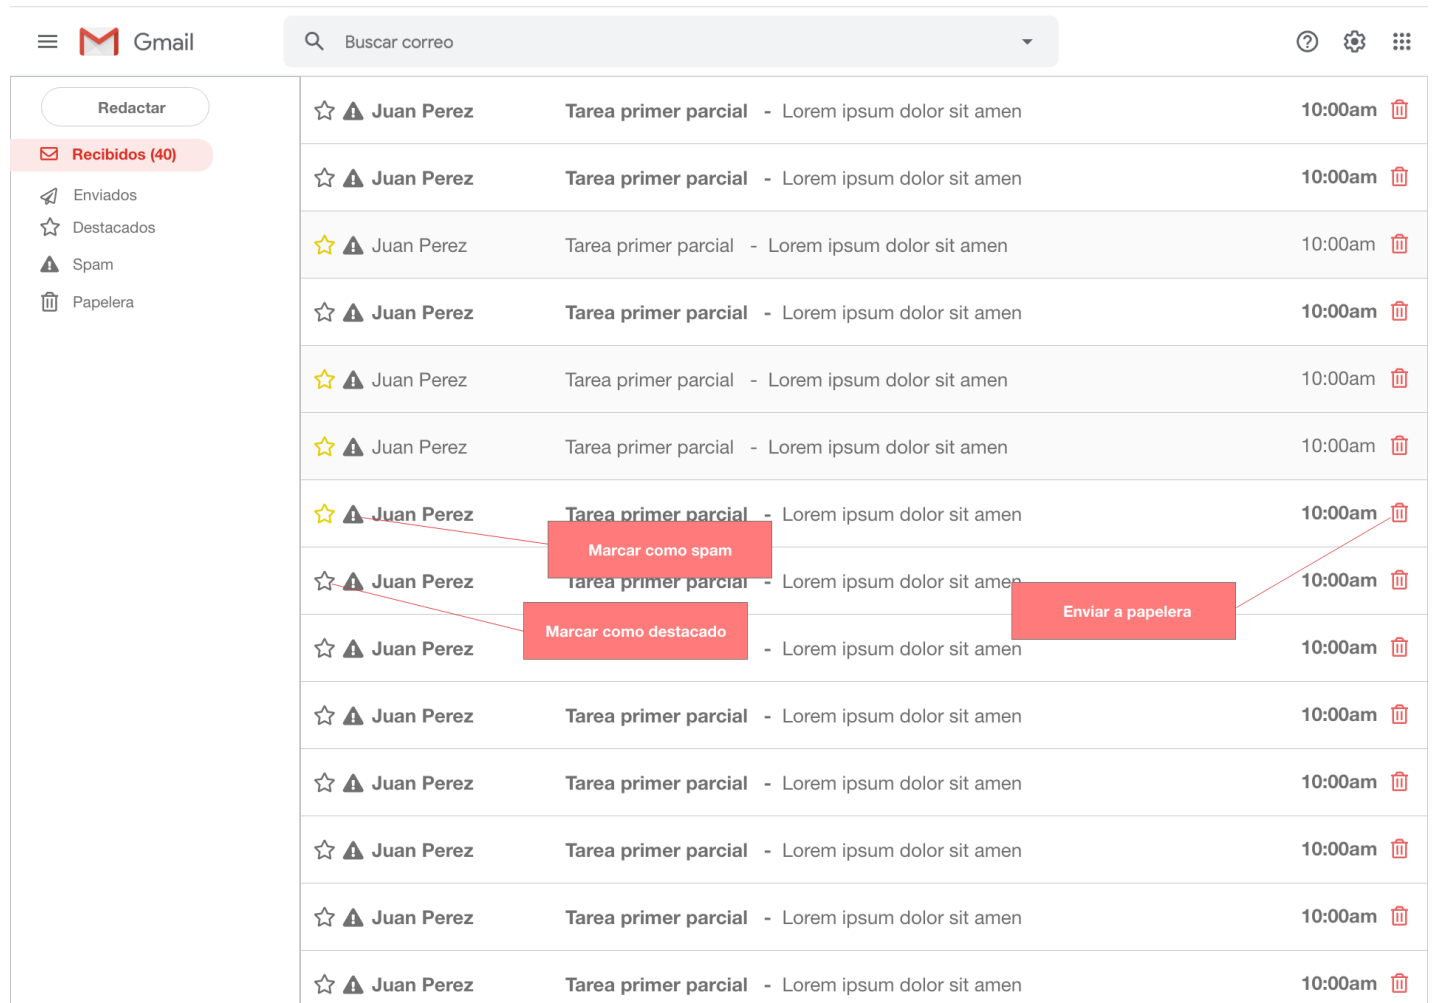 Gmail
Buscar correo
Redactar
Recibidos (40)
Enviados
Destacados
Spam
Papelera
Juan Perez Tarea primer parcial - Lorem ipsum dolor sit amen 10:00am
Juan Perez Tarea primer parcial - Lorem ipsum dolor sit amen 10:00am
Juan Perez Tarea primer parcial - Lorem ipsum dolor sit amen 10:00am
Juan Perez Tarea primer parcial - Lorem ipsum dolor sit amen 10:00am
Juan Perez Tarea primer parcial - Lorem ipsum dolor sit amen 10:00am
Juan Perez Tarea primer parcial - Lorem ipsum dolor sit amen 10:00am
Juan Perez Tarea primer parcial - Lorem ipsum dolor sit amen 10:00am
Marcar como spam
Juan Perez Tarea primer parcial - Lorem ipsum dolor sit amen 10:00am
Enviar a papelera
Marcar como destacado
Juan Perez - Lorem ipsum dolor sit amen 10:00am
Juan Perez Tarea primer parcial - Lorem ipsum dolor sit amen 10:00am
Juan Perez Tarea primer parcial - Lorem ipsum dolor sit amen 10:00am
Juan Perez Tarea primer parcial - Lorem ipsum dolor sit amen 10:00am
Juan Perez Tarea primer parcial - Lorem ipsum dolor sit amen 10:00am
Juan Perez Tarea primer parcial - Lorem ipsum dolor sit amen 10:00am